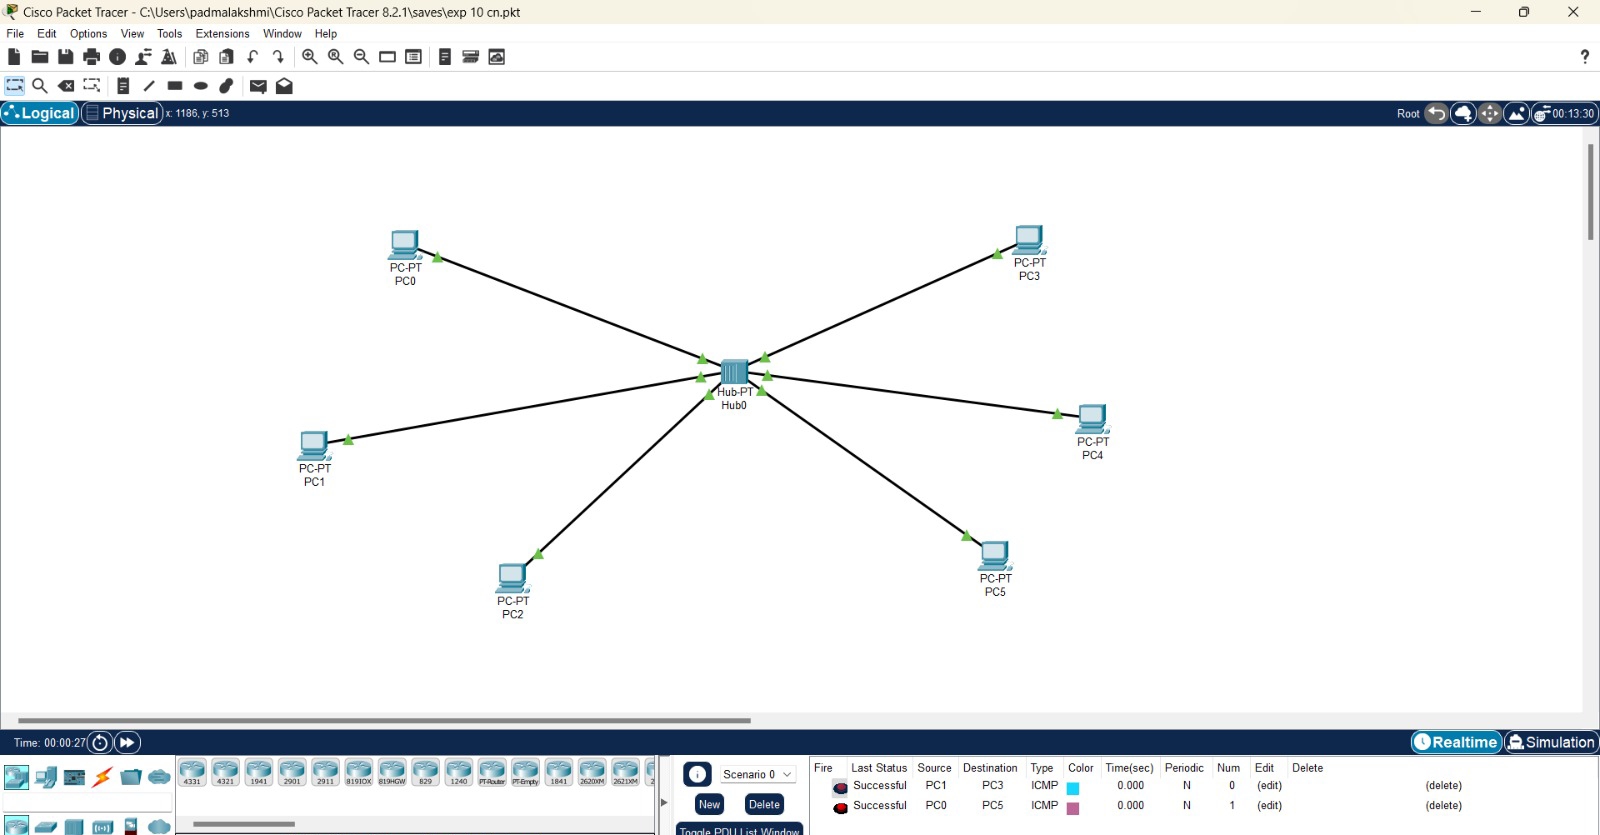 Cisco Packet Tracer - C:\Users\padmalakshmi\Cisco Packet Tracer 8.2.1\saves\exp 10 cn.pkt
File Edit Options View Tools Extensions Window Help
?
Logical Physical x: 1186, y: 513 Root 00:13:30
PC-PT
PC0
PC-PT
PC3
Hub-PT
Hub0
PC-PT
PC4
PC-PT
PC1
PC-PT
PC5
PC-PT
PC2
Time: 00:00:27 Realtime Simulation
4331 4321 1941 2901 2911 819IOX 819HGW 829 1240 PT-Router PT-Empty 1841 2620XM 2621XM 2
Scenario 0
New Delete
Toggle PDU List Window
Fire Last Status Source Destination Type Color Time(sec) Periodic Num Edit Delete
Successful PC1 PC3 ICMP 0.000 N 0 (edit) (delete)
Successful PC0 PC5 ICMP 0.000 N 1 (edit) (delete)